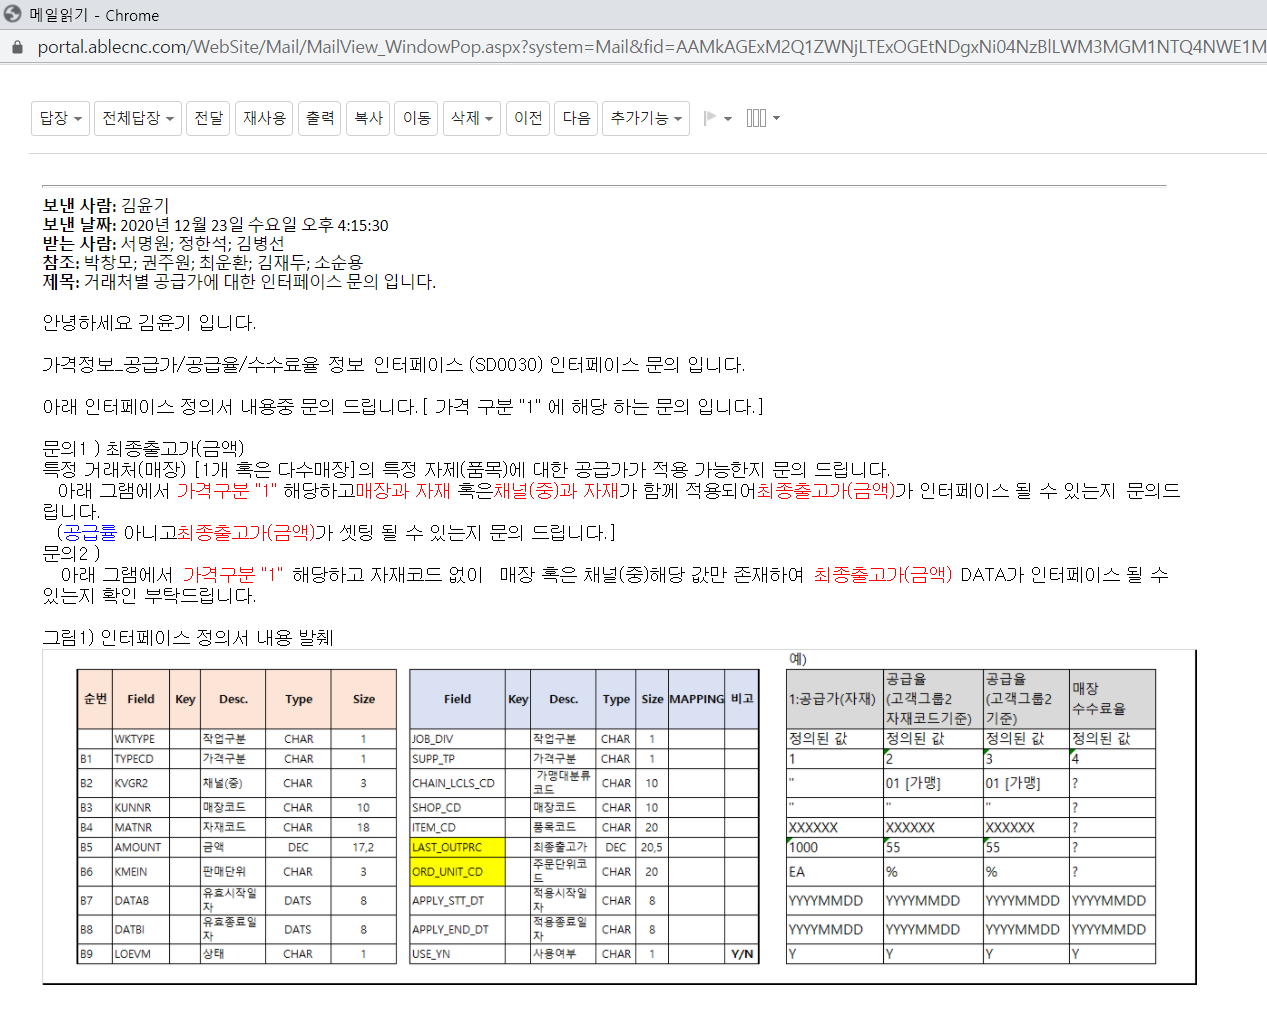 메일읽기 - Chrome
portal.ablecnc.com/WebSite/Mail/MailView_WindowPop.aspx?system=Mail&fid=AAMkAGExM2Q1ZWNjLTExOGEtNDgxNi04NzBlLWM3MGM1NTQ4NWE1M
답장 전체답장 전달 재사용 출력 복사 이동 삭제 이전 다음 추가기능
보낸 사람: 김윤기
보낸 날짜: 2020년 12월 23일 수요일 오후 4:15:30
받는 사람: 서명원; 정한석; 김병선
참조: 박창모; 권주원; 최운환; 김재두; 소순용
제목: 거래처별 공급가에 대한 인터페이스 문의 입니다.
안녕하세요 김윤기 입니다.
가격정보_공급가/공급율/수수료율 정보 인터페이스 (SD0030) 인터페이스 문의 입니다.
아래 인터페이스 정의서 내용중 문의 드립니다. [ 가격 구분 "1" 에 해당 하는 문의 입니다.]
문의1 ) 최종출고가(금액)
특정 거래처(매장) [1개 혹은 다수매장]의 특정 자제(품목)에 대한 공급가가 적용 가능한지 문의 드립니다.
아래 그램에서 가격구분 "1" 해당하고매장과 자재 혹은채널(중)과 자재가 함께 적용되어최종출고가(금액)가 인터페이스 될 수 있는지 문의드
립니다.
(공급률 아니고최종출고가(금액)가 셋팅 될 수 있는지 문의 드립니다.]
문의2 )
아래 그램에서 가격구분 "1" 해당하고 자재코드 없이 매장 혹은 채널(중)해당 값만 존재하여 최종출고가(금액) DATA가 인터페이스 될 수
있는지 확인 부탁드립니다.
그림1) 인터페이스 정의서 내용 발췌
예)
순번 Field Key Desc. Type Size Field Key Desc. Type Size MAPPING 비고 1:공급가(자재) 공급율 (고객그룹2 자재코드기준) 공급율 (고객그룹2 기준) 매장 수수료율
WKTYPE 작업구분 CHAR 1 JOB_DIV 작업구분 CHAR 1 정의된 값 정의된 값 정의된 값 정의된 값
B1 TYPECD 가격구분 CHAR 1 SUPP_TP 가격구분 CHAR 1 1 2 3 4
B2 KVGR2 채널(중) CHAR 3 CHAIN_LCLS_CD 가맹대분류코드 CHAR 10 " 01 [가맹] 01 [가맹] ?
B3 KUNNR 매장코드 CHAR 10 SHOP_CD 매장코드 CHAR 10 " " " ?
B4 MATNR 자재코드 CHAR 18 ITEM_CD 품목코드 CHAR 20 XXXXXX XXXXXX XXXXXX ?
B5 AMOUNT 금액 DEC 17,2 LAST_OUTPRC 최종출고가 DEC 20,5 1000 55 55 ?
B6 KMEIN 판매단위 CHAR 3 ORD_UNIT_CD 주문단위코드 CHAR 20 EA % % ?
B7 DATAB 유효시작일자 DATS 8 APPLY_STT_DT 적용시작일자 CHAR 8 YYYYMMDD YYYYMMDD YYYYMMDD YYYYMMDD
B8 DATBI 유효종료일자 DATS 8 APPLY_END_DT 적용종료일자 CHAR 8 YYYYMMDD YYYYMMDD YYYYMMDD YYYYMMDD
B9 LOEVM 상태 CHAR 1 USE_YN 사용여부 CHAR 1 Y/N Y Y Y Y